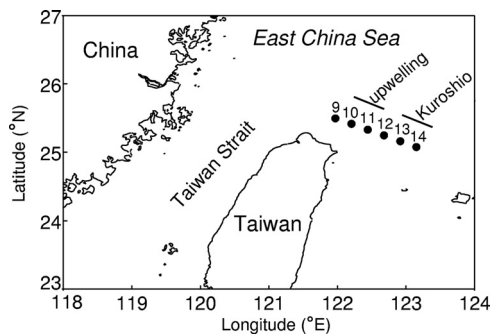 27
26
25
24
23
Latitude (°N)
China
East China Sea
upwelling
Kuroshio
9
10
11
12
13
14
Taiwan Strait
Taiwan
118
119
120
121
122
123
124
Longitude (°E)